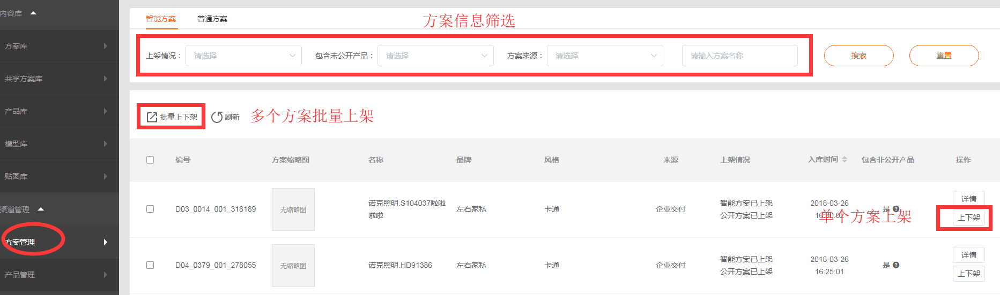 内容库
方案库
共享方案库
产品库
模型库
贴图库
渠道管理
方案管理
产品管理
智能方案 普通方案
方案信息筛选
上架情况： 请选择 包含未公开产品： 请选择 方案来源： 请选择 请输入方案名称 搜索 重置
批量上下架 刷新 多个方案批量上架
编号 方案缩略图 名称 品牌 风格 来源 上架情况 入库时间 包含非公开产品 操作
D03_0014_001_318189 无缩略图 诺克照明.S104037啦啦
啦啦 左右家私 卡通 企业交付 智能方案已上架
公开方案已上架 2018-03-26
16:30:02 是 ? 详情
上下架
单个方案上架
D04_0379_001_278055 无缩略图 诺克照明.HD91386 左右家私 卡通 企业交付 智能方案已上架
公开方案已上架 2018-03-26
16:25:01 是 ? 详情
上下架